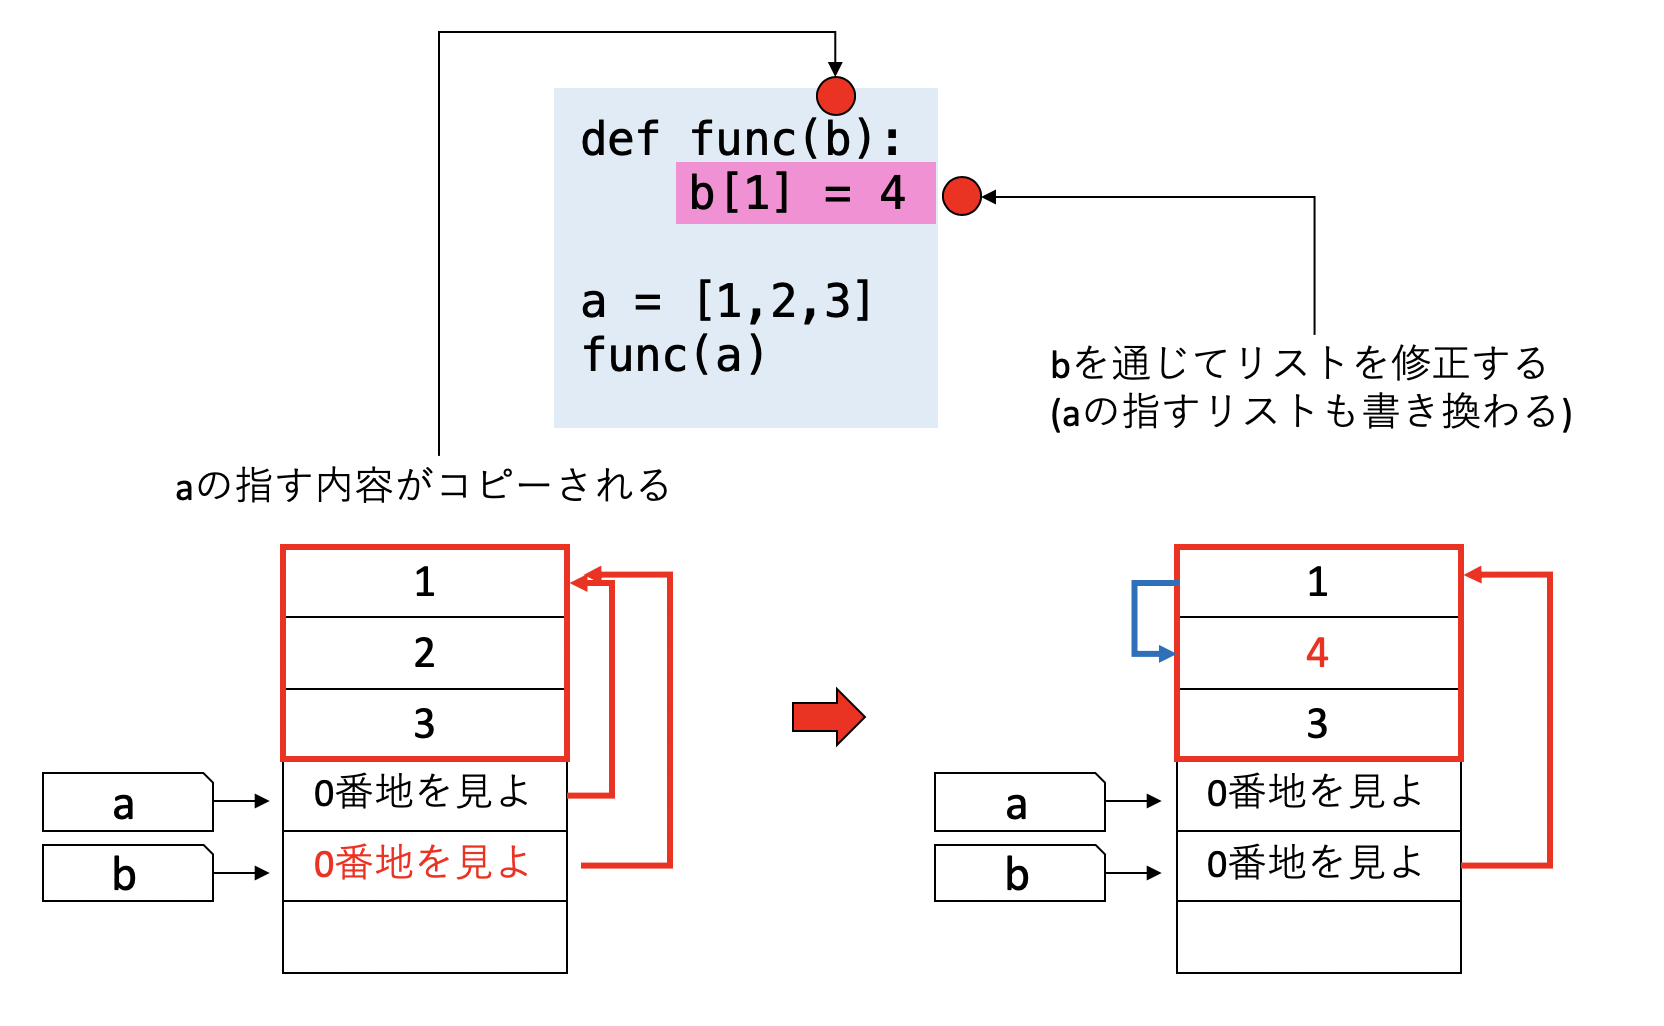 def func(b):
    b[1] = 4
a = [1,2,3]
func(a)
bを通じてリストを修正する
(aの指すリストも書き換わる)
aの指す内容がコピーされる
1
2
3
a
0番地を見よ
b
0番地を見よ
1
4
3
a
0番地を見よ
b
0番地を見よ